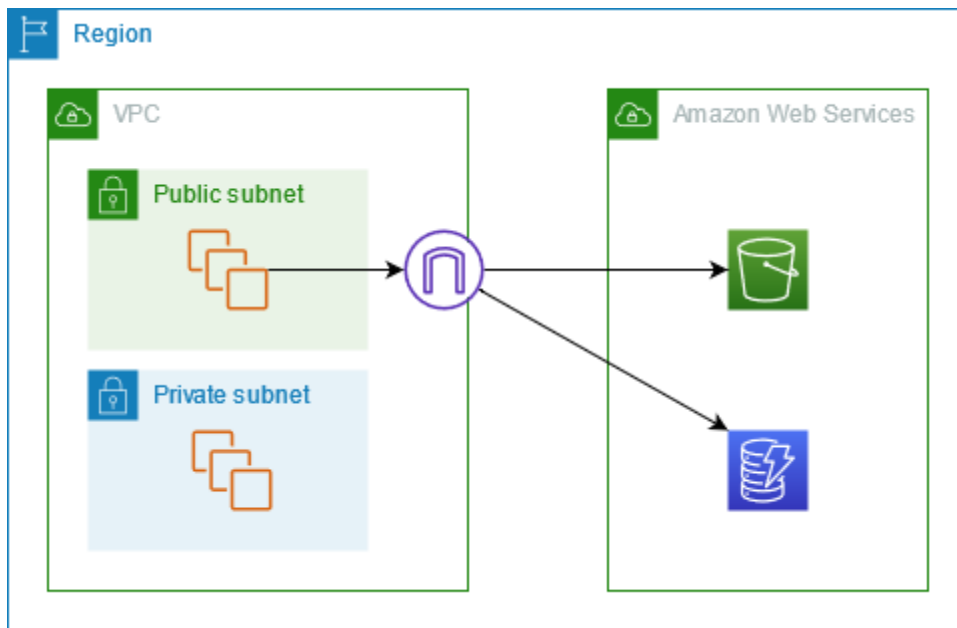 Region
VPC
Amazon Web Services
Public subnet
Private subnet